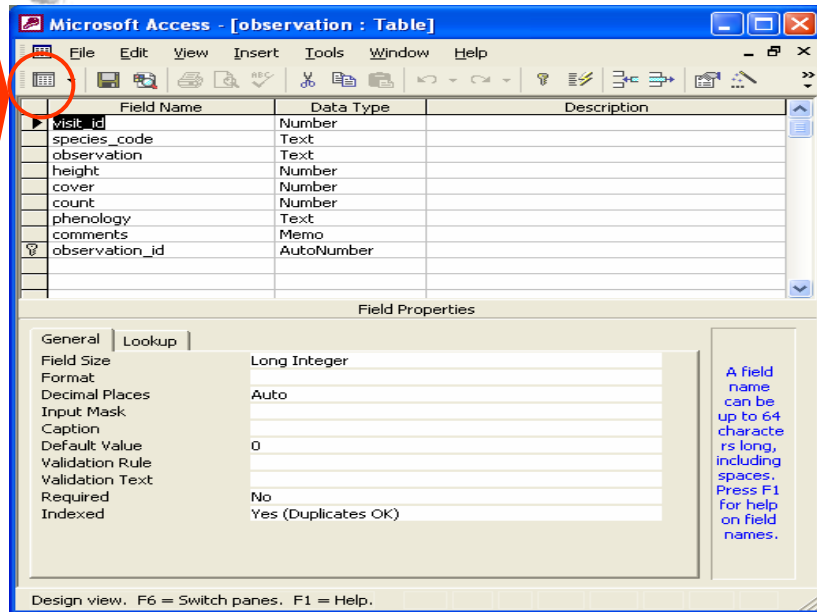 Microsoft Access - [observation : Table]
File Edit View Insert Tools Window Help
ABC
Field Name Data Type Description
visit_id Number
species_code Text
observation Text
height Number
cover Number
count Number
phenology Text
comments Memo
observation_id AutoNumber
Field Properties
General Lookup
Field Size Long Integer
Format
Decimal Places Auto
Input Mask
Caption
Default Value 0
Validation Rule
Validation Text
Required No
Indexed Yes (Duplicates OK)
A field
name
can be
up to 64
characte
rs long,
including
spaces.
Press F1
for help
on field
names.
Design view. F6 = Switch panes. F1 = Help.